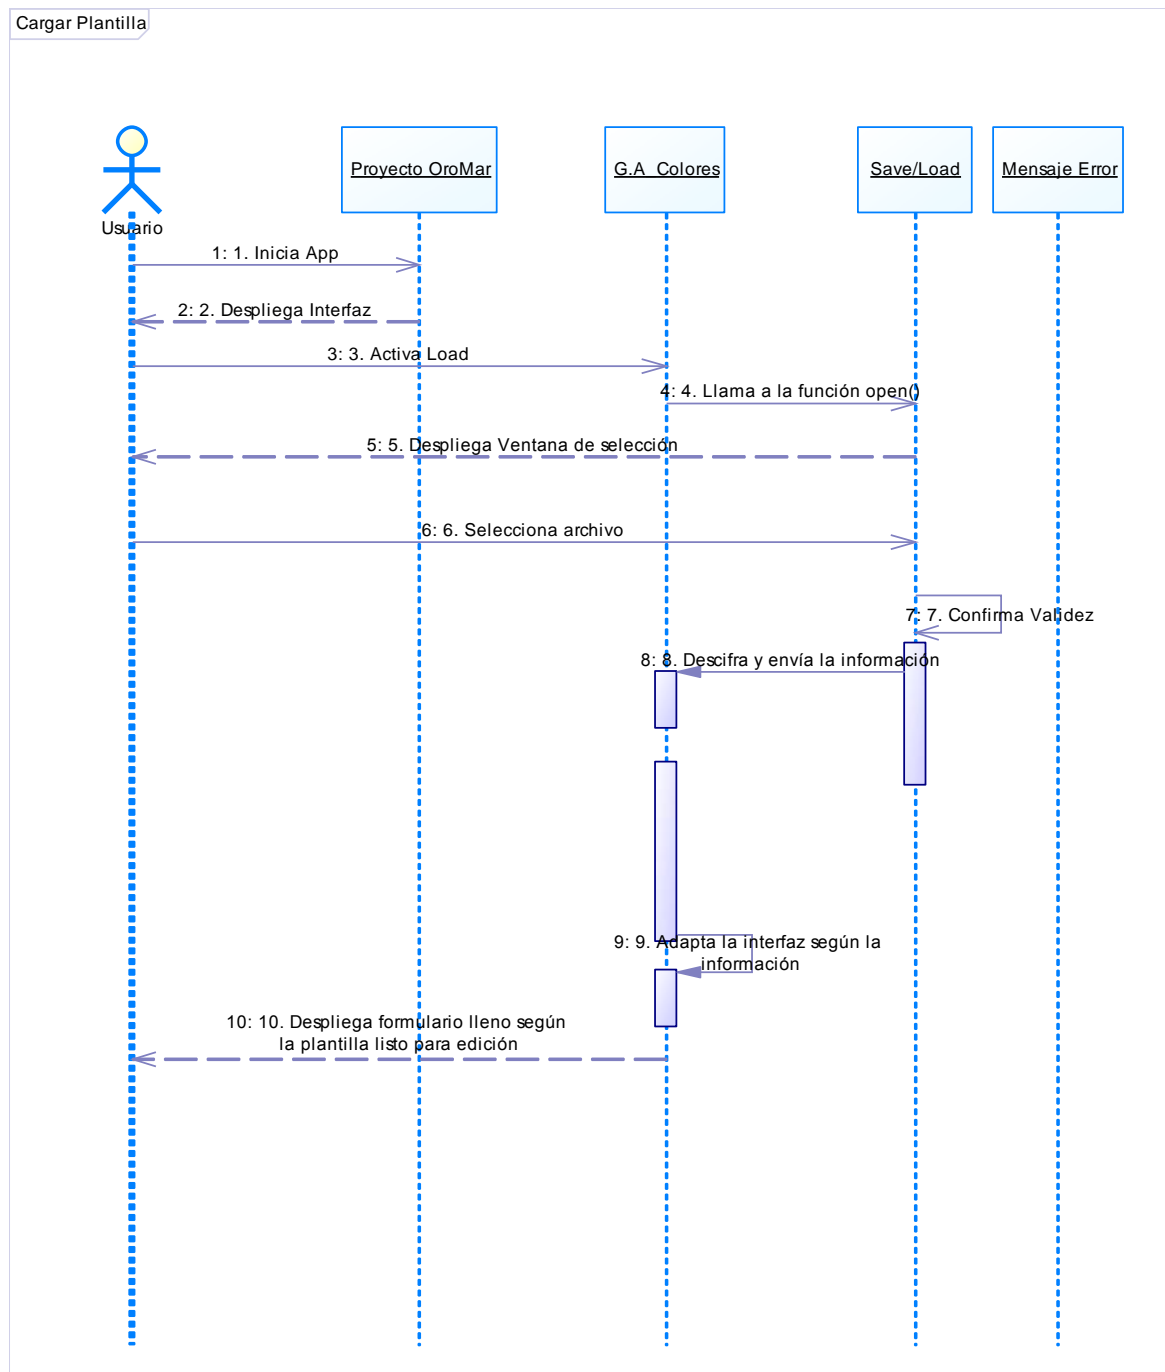 Cargar Plantilla
Proyecto OroMar
G.A_Colores
Save/Load
Mensaje Error
Usuario
1: 1. Inicia App
2: 2. Despliega Interfaz
3: 3. Activa Load
4: 4. Llama a la función open()
5: 5. Despliega Ventana de selección
6: 6. Selecciona archivo
7: 7. Confirma Validez
8: 8. Descifra y envía la información
9: 9. Adapta la interfaz según la
información
10: 10. Despliega formulario lleno según
la plantilla listo para edición